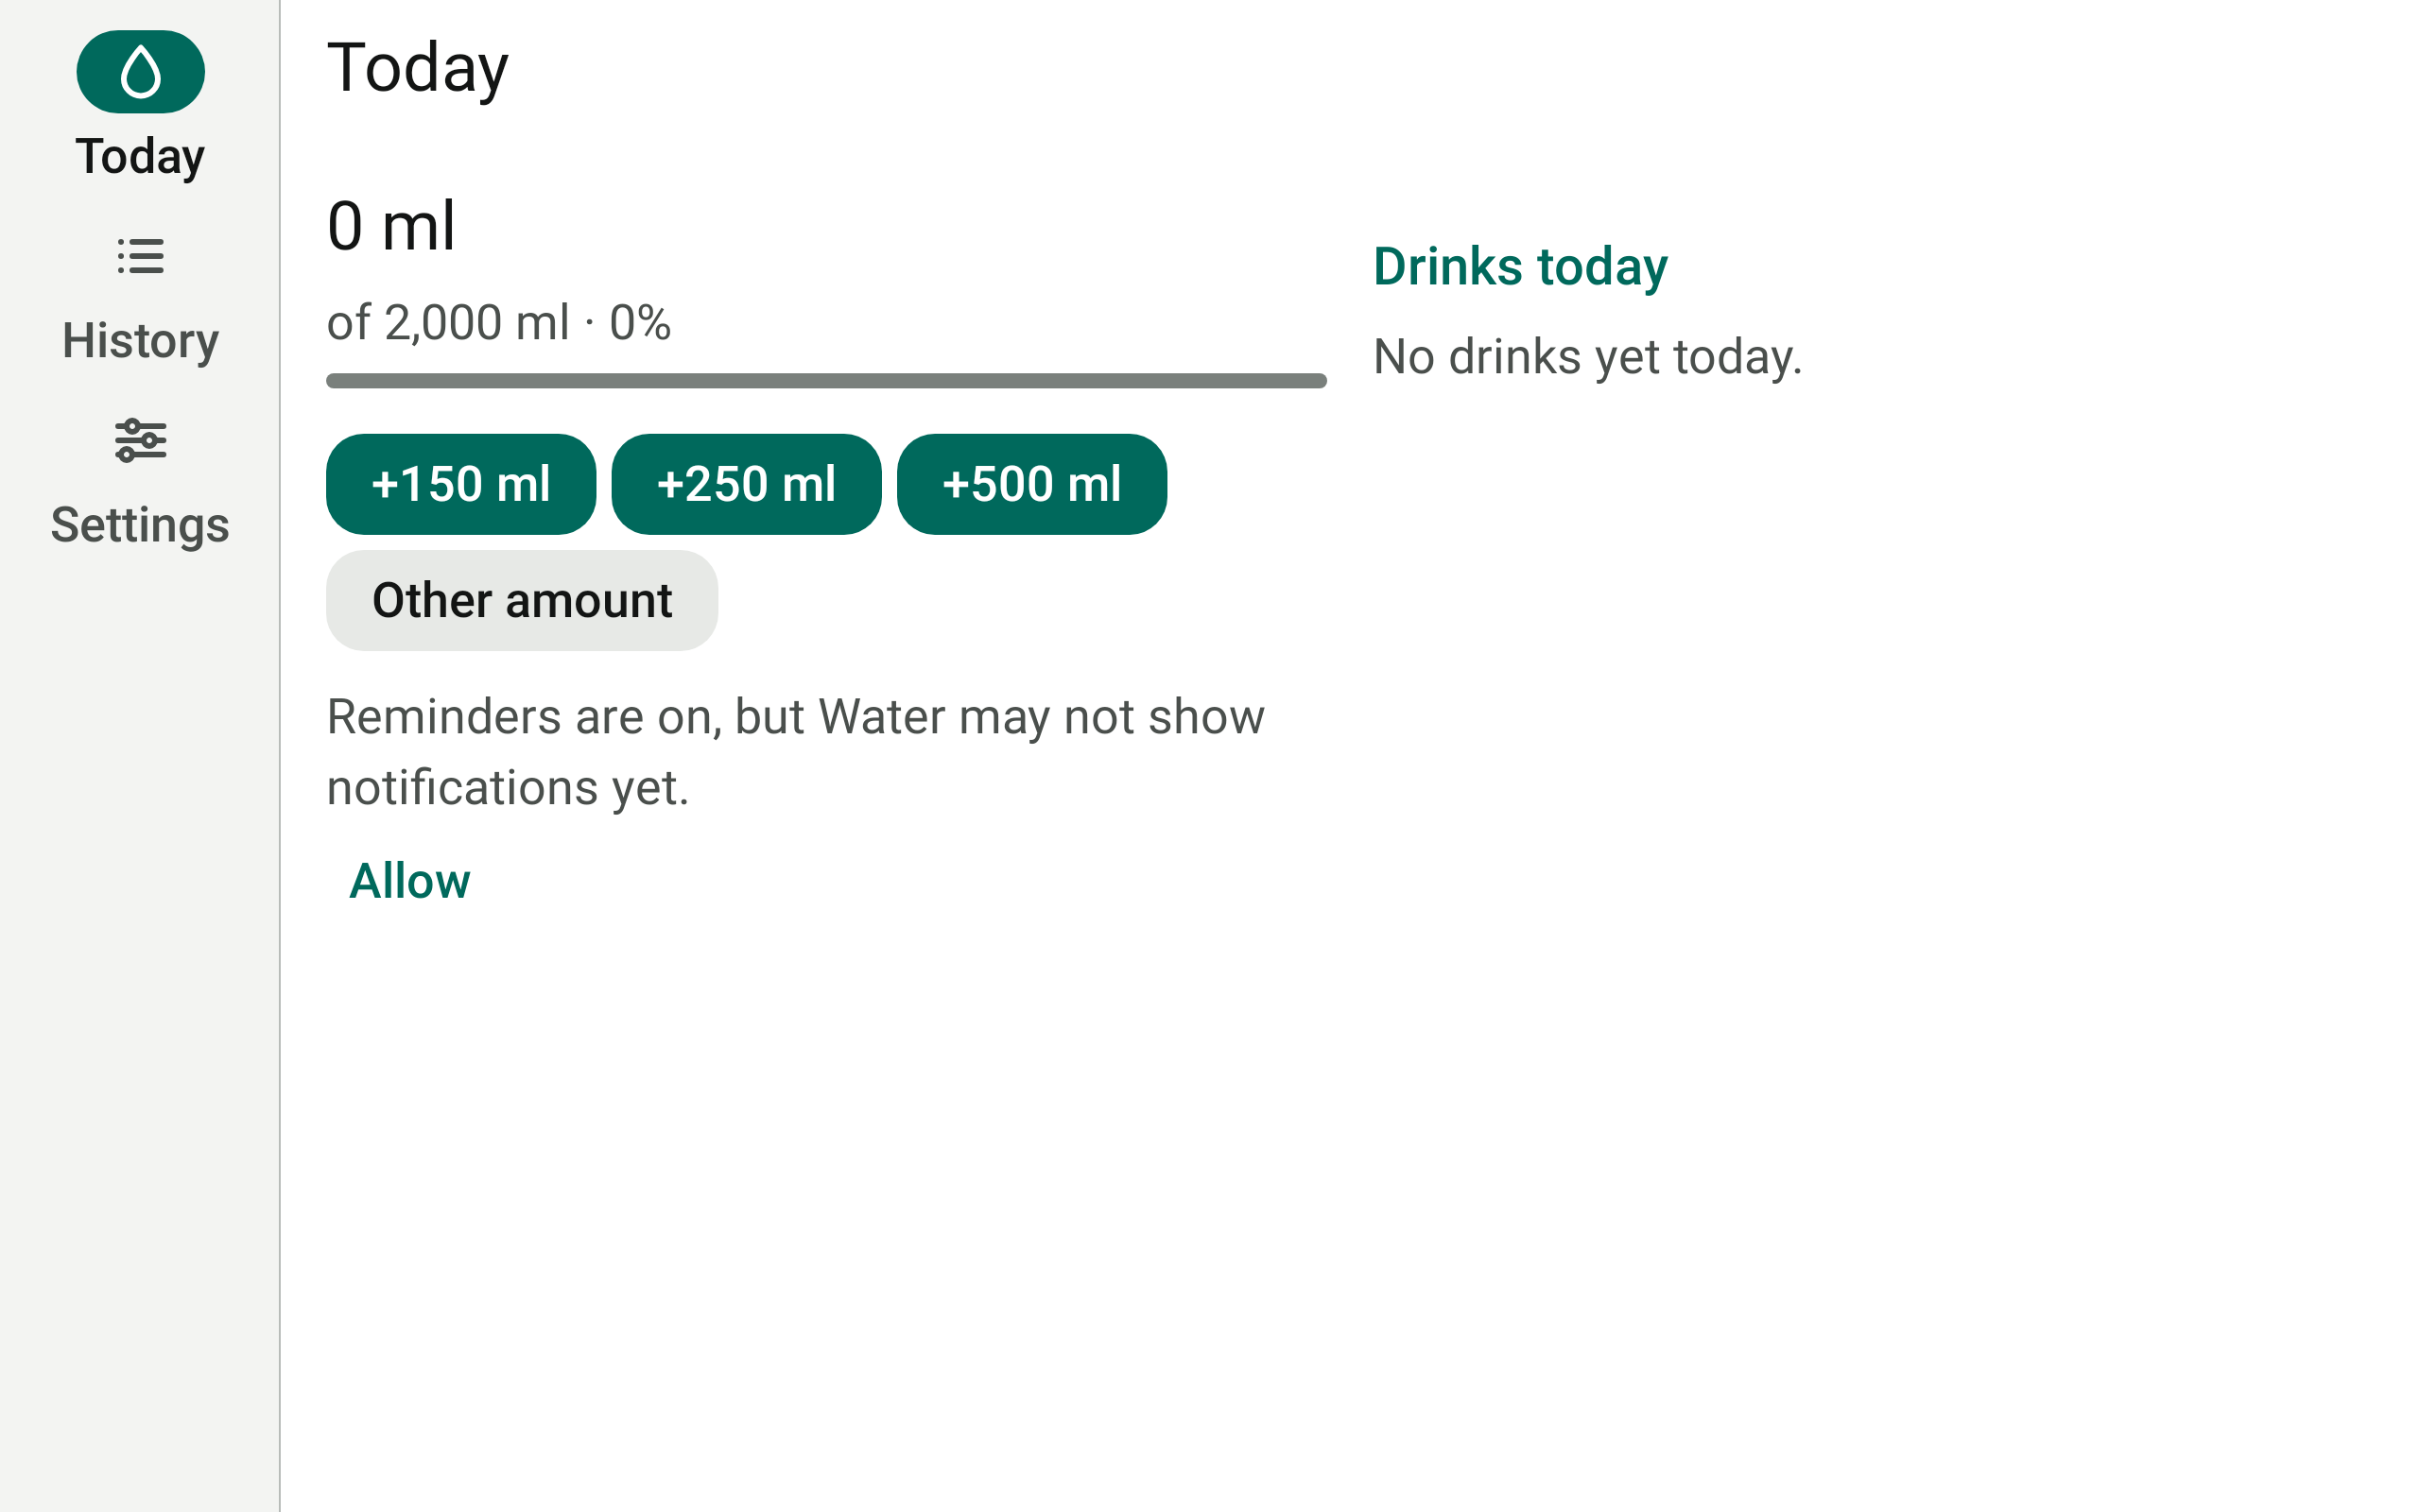 Today
History
Settings
Today
0 ml
of 2,000 ml · 0%
+150 ml
+250 ml
+500 ml
Other amount
Reminders are on, but Water may not show
notifications yet.
Allow
Drinks today
No drinks yet today.